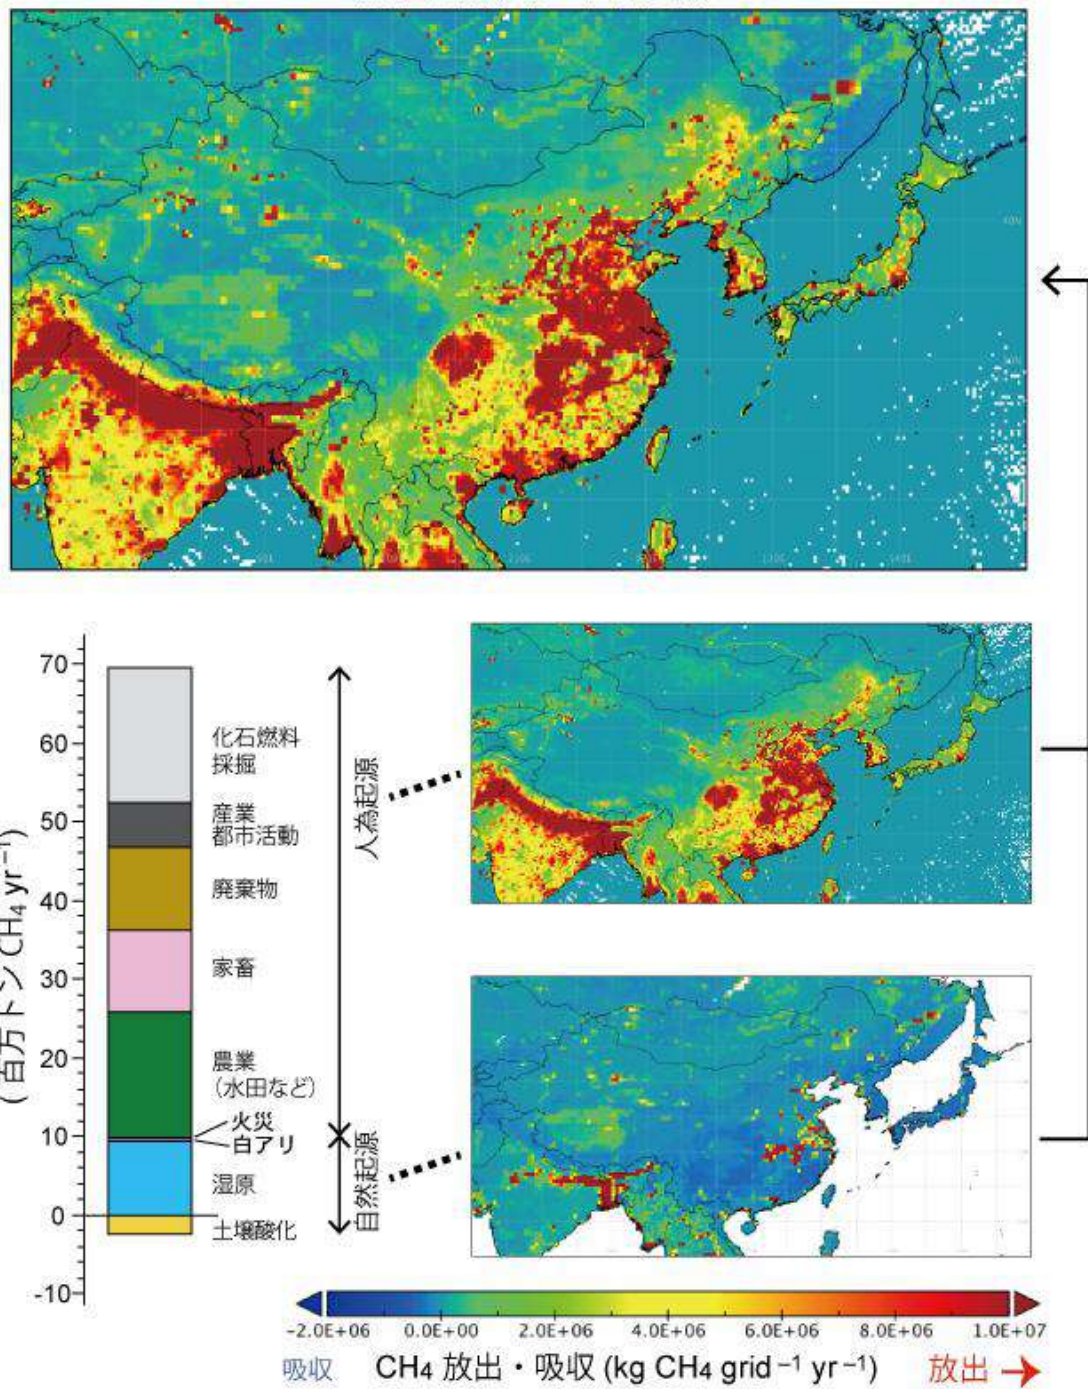 70
60
50
40
30
20
10
0
-10
(百万トン CH₄ yr⁻¹)
化石燃料
採掘
産業
都市活動
廃棄物
家畜
農業
(水田など)
火災
白アリ
湿原
土壌酸化
人為起源
自然起源
-2.0E+06 0.0E+00 2.0E+06 4.0E+06 6.0E+06 8.0E+06 1.0E+07
吸収 CH₄ 放出・吸収 (kg CH₄ grid⁻¹ yr⁻¹) 放出